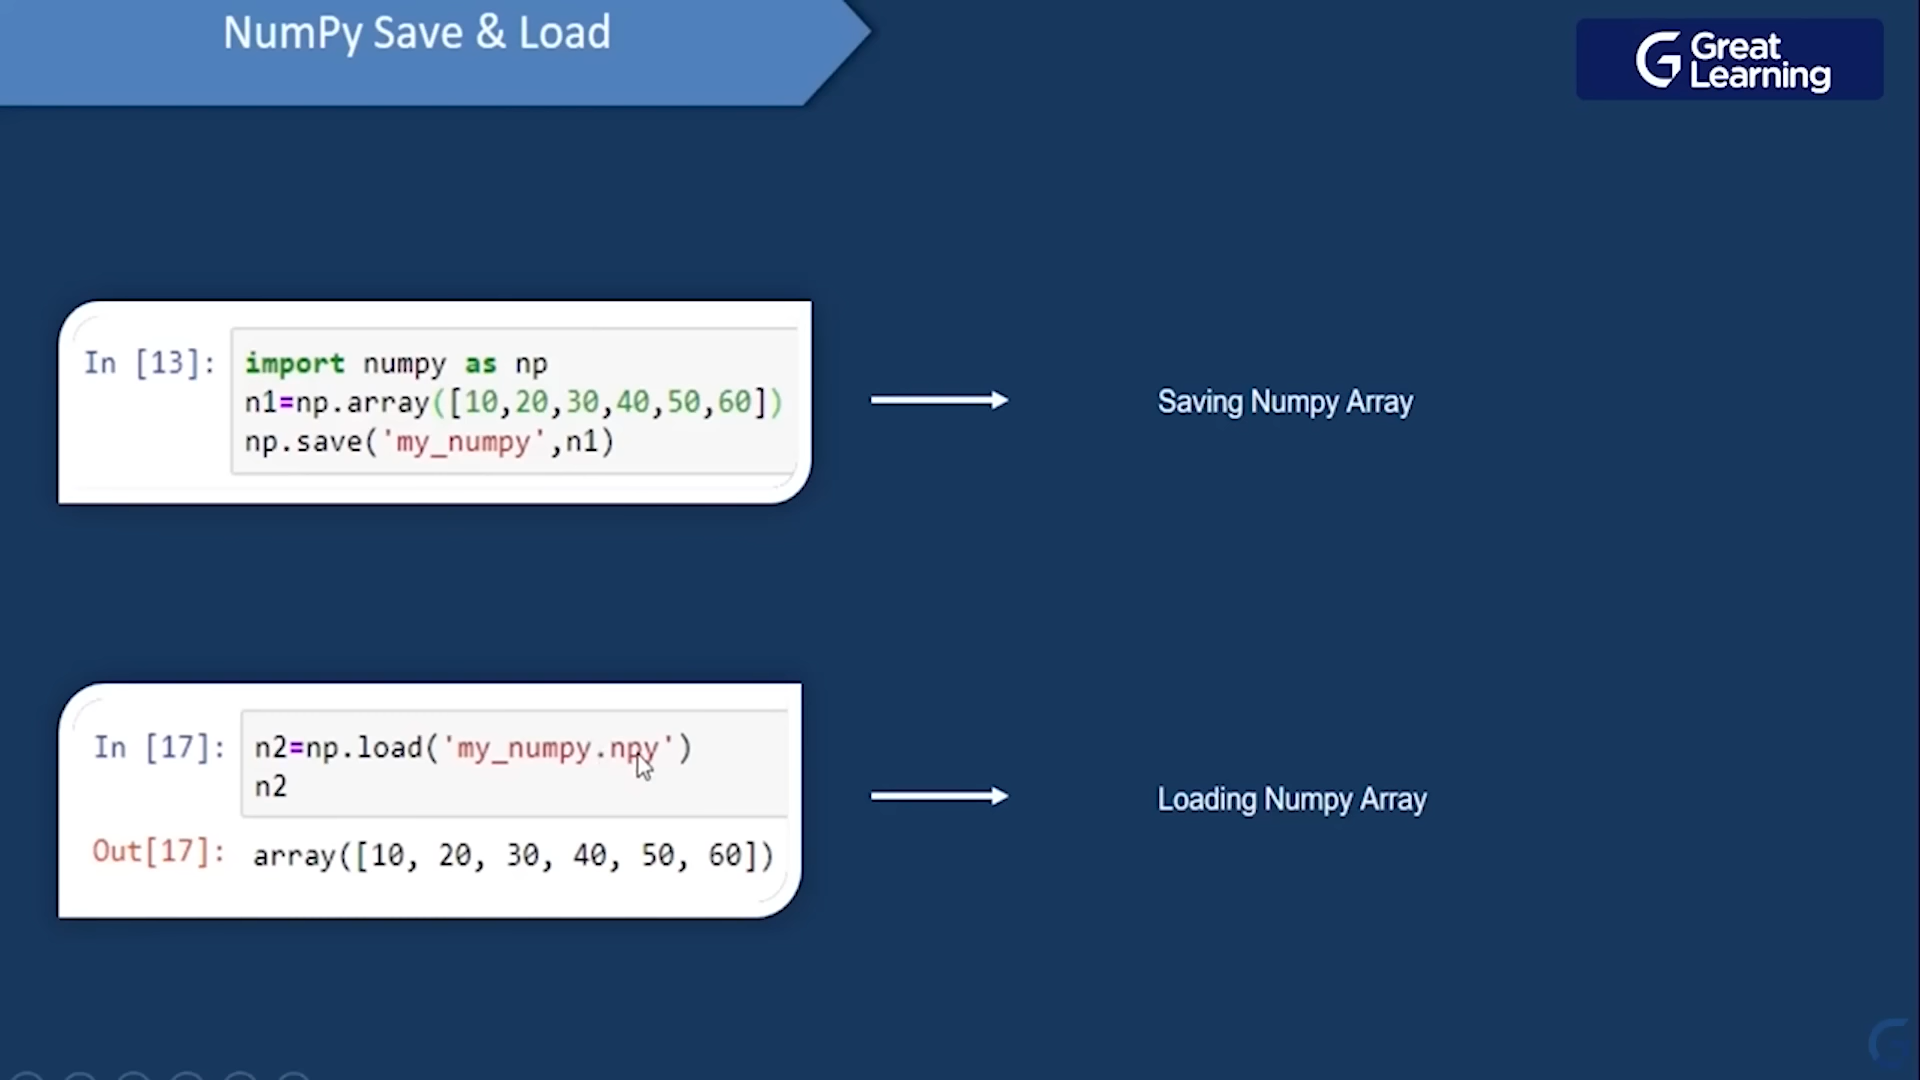 NumPy Save & Load
Great
Learning
In [13]: import numpy as np
n1=np.array([10,20,30,40,50,60])
np.save('my_numpy',n1)
Saving Numpy Array
In [17]: n2=np.load('my_numpy.npy')
n2
Out[17]: array([10, 20, 30, 40, 50, 60])
Loading Numpy Array